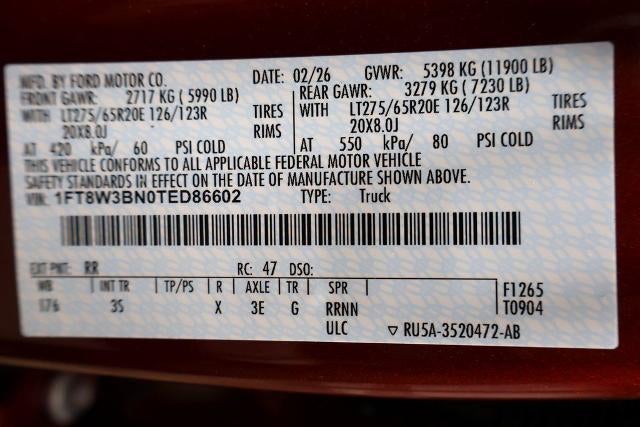 MFD. BY FORD MOTOR CO. DATE: 02/26 GVWR: 5398 KG (11900 LB)
FRONT GAWR: 2717 KG (5990 LB) REAR GAWR: 3279 KG (7230 LB)
WITH LT275/65R20E 126/123R TIRES WITH LT275/65R20E 126/123R TIRES
20X8.0J RIMS 20X8.0J RIMS
AT 420 kPa/ 60 PSI COLD AT 550 kPa/ 80 PSI COLD
THIS VEHICLE CONFORMS TO ALL APPLICABLE FEDERAL MOTOR VEHICLE
SAFETY STANDARDS IN EFFECT ON THE DATE OF MANUFACTURE SHOWN ABOVE.
VIN: 1FT8W3BN0TED86602 TYPE: Truck
EXT PNT: RR RC: 47 DSO:
WB INT TR TP/PS R AXLE TR SPR F1265
176 3S X 3E G RRNN T0904
ULC ▽ RU5A-3520472-AB